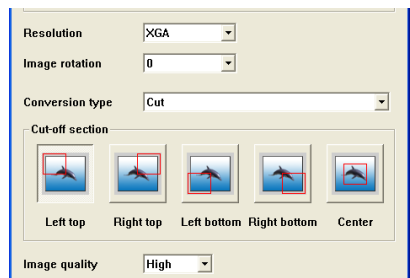 Resolution XGA
Image rotation 0
Conversion type Cut
Cut-off section
Left top Right top Left bottom Right bottom Center
Image quality High